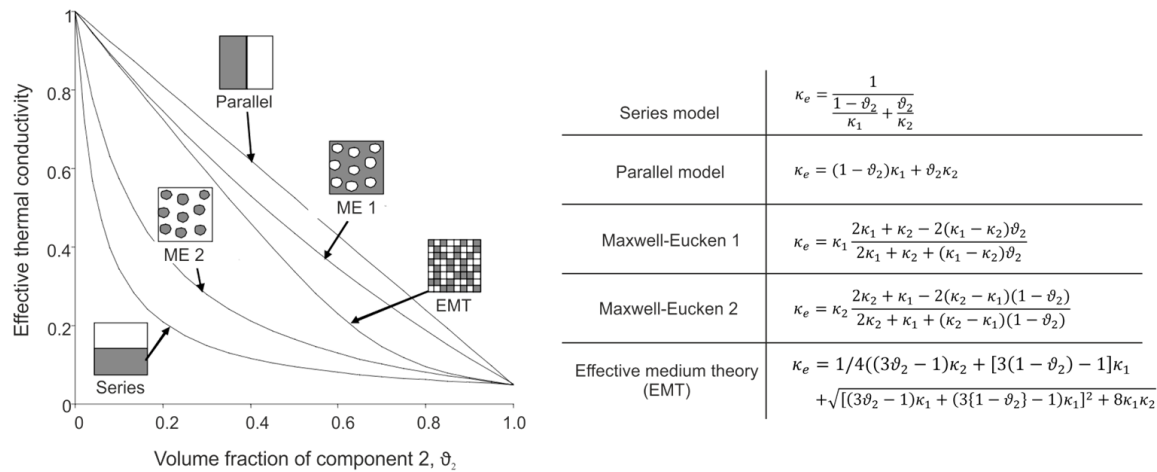 Effective thermal conductivity
1
0.8
0.6
0.4
0.2
0
0
0.2
0.4
0.6
0.8
1.0
Volume fraction of component 2, ϑ₂
Parallel
ME 1
ME 2
EMT
Series
Series model κₑ = 1 / ((1 − ϑ₂)/κ₁ + ϑ₂/κ₂)
Parallel model κₑ = (1 − ϑ₂)κ₁ + ϑ₂κ₂
Maxwell-Eucken 1 κₑ = κ₁ (2κ₁ + κ₂ − 2(κ₁ − κ₂)ϑ₂) / (2κ₁ + κ₂ + (κ₁ − κ₂)ϑ₂)
Maxwell-Eucken 2 κₑ = κ₂ (2κ₂ + κ₁ − 2(κ₂ − κ₁)(1 − ϑ₂)) / (2κ₂ + κ₁ + (κ₂ − κ₁)(1 − ϑ₂))
Effective medium theory κₑ = 1/4((3ϑ₂ − 1)κ₂ + [3(1 − ϑ₂) − 1]κ₁
(EMT) +√[(3ϑ₂ − 1)κ₁ + (3{1 − ϑ₂} − 1)κ₁]² + 8κ₁κ₂